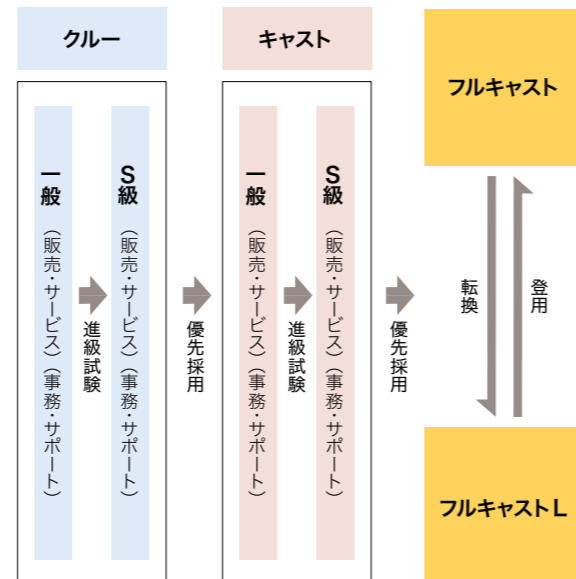 クルー
一般（販売・サービス）（事務・サポート）
進級試験
S級（販売・サービス）（事務・サポート）
優先採用
キャスト
一般（販売・サービス）（事務・サポート）
進級試験
S級（販売・サービス）（事務・サポート）
優先採用
フルキャスト
転換
登用
フルキャストL